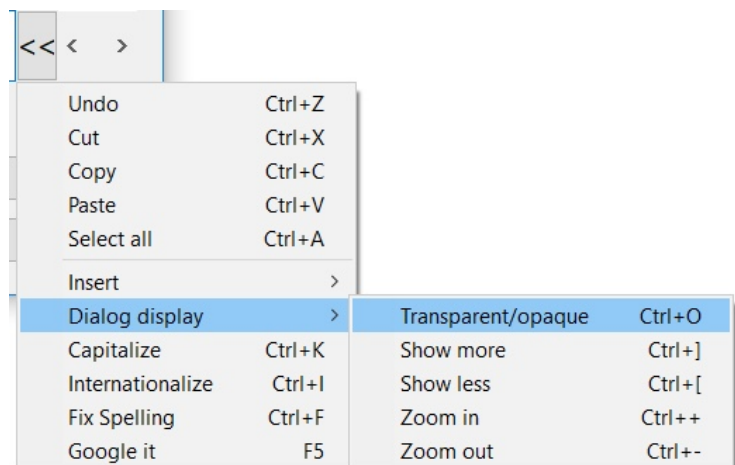 << < >
Undo Ctrl+Z
Cut Ctrl+X
Copy Ctrl+C
Paste Ctrl+V
Select all Ctrl+A
Insert >
Dialog display > Transparent/opaque Ctrl+O
Capitalize Ctrl+K Show more Ctrl+]
Internationalize Ctrl+I Show less Ctrl+[
Fix Spelling Ctrl+F Zoom in Ctrl++
Google it F5 Zoom out Ctrl+-